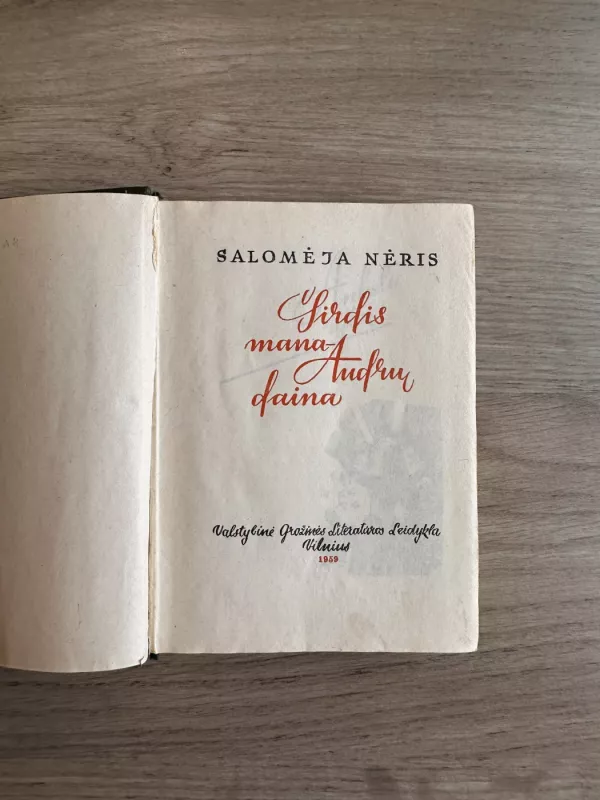 SALOMĖJA NĖRIS
Širdis
mana-
Audrų
daina
Valstybinė Grožinės Literatūros Leidykla
Vilnius
1959